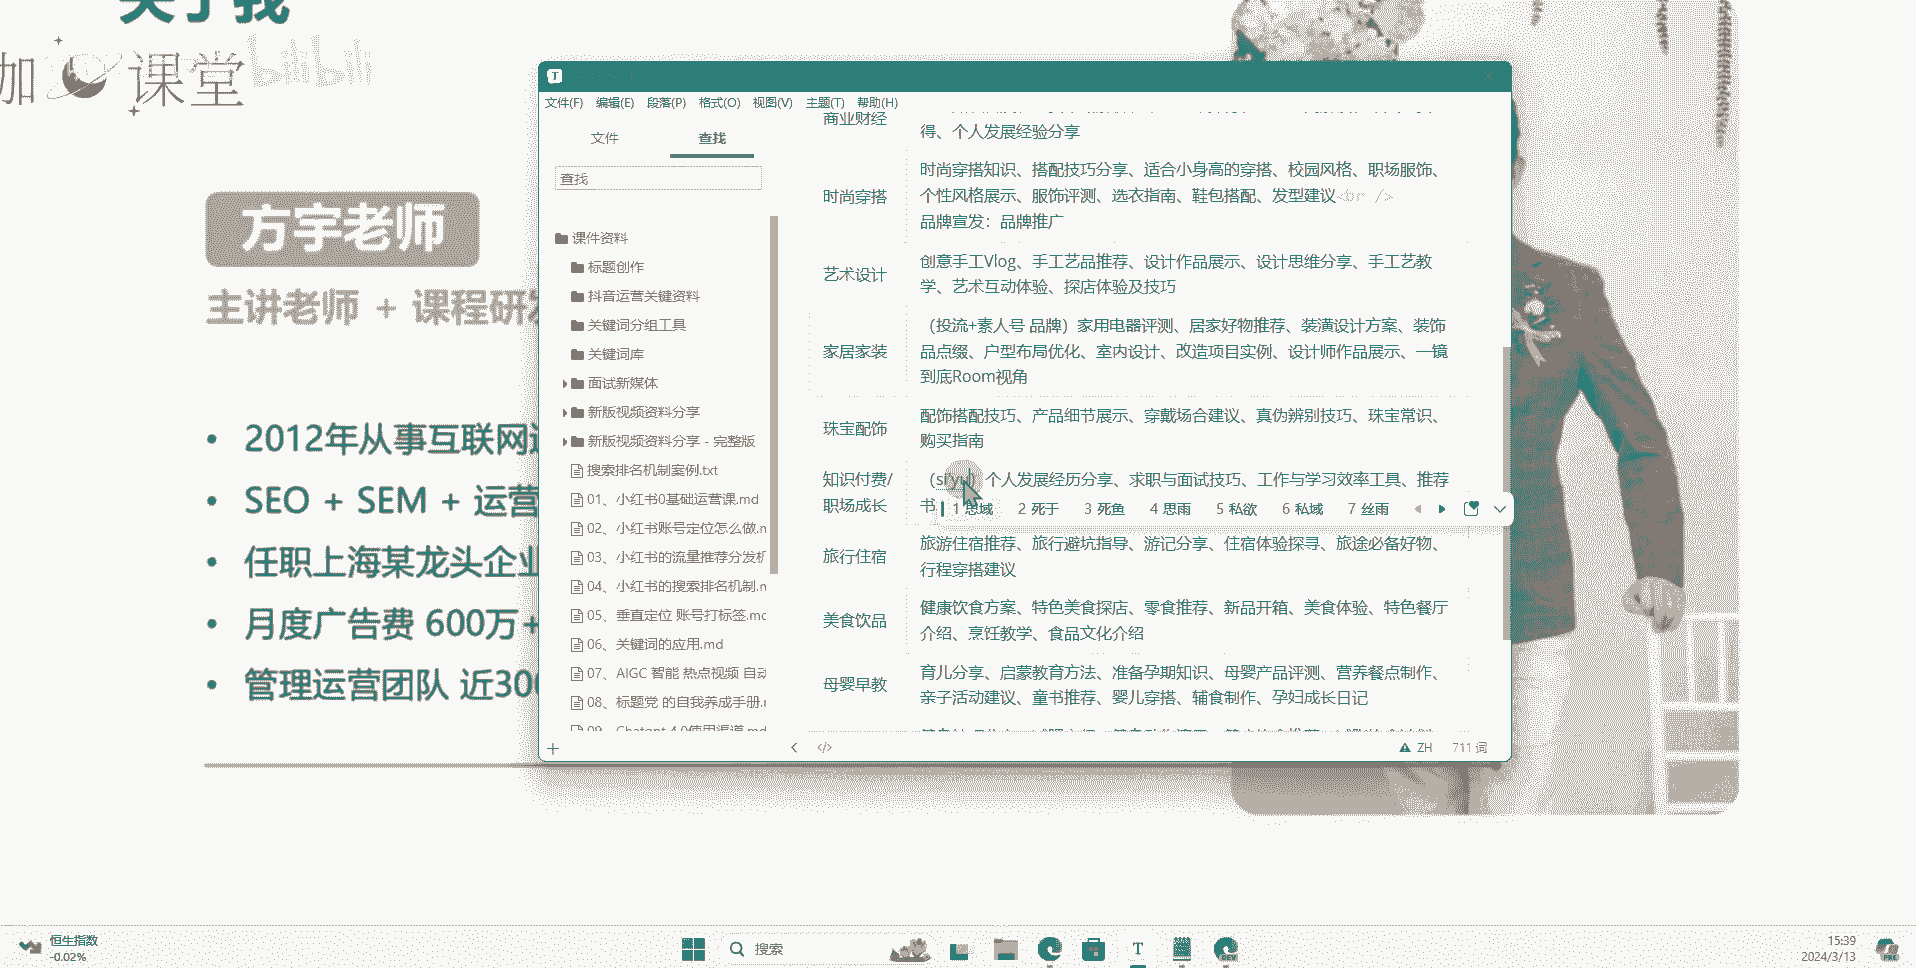 关于我
加 课堂 bilibili
方宇老师
主讲老师 + 课程研发
2012年从事互联网
SEO + SEM + 运营
任职上海某龙头企业
月度广告费 600万+
管理运营团队 近300
文件(F) 编辑(E) 段落(P) 格式(O) 视图(V) 主题(T) 帮助(H)
文件 查找
查找
课件资料
标题创作
抖音运营关键资料
关键词分组工具
关键词库
面试新媒体
新版视频资料分享
新版视频资料分享 - 完整版
搜索排名机制案例.txt
01、小红书0基础运营课.md
02、小红书账号定位怎么做.m
03、小红书的流量推荐分发机
04、小红书的搜索排名机制.m
05、垂直定位 账号打标签.md
06、关键词的应用.md
07、AIGC 智能 热点视频 自动
08、标题党 的自我养成手册.m
09、Chatgpt 4.0使用渠道.md
商业财经
得、个人发展经验分享
时尚穿搭
时尚穿搭知识、搭配技巧分享、适合小身高的穿搭、校园风格、职场服饰、
个性风格展示、服饰评测、选衣指南、鞋包搭配、发型建议<br />
品牌宣发：品牌推广
艺术设计
创意手工Vlog、手工艺品推荐、设计作品展示、设计思维分享、手工艺教
学、艺术互动体验、探店体验及技巧
家居家装
（投流+素人号 品牌）家用电器评测、居家好物推荐、装潢设计方案、装饰
品点缀、户型布局优化、室内设计、改造项目实例、设计师作品展示、一镜
到底Room视角
珠宝配饰
配饰搭配技巧、产品细节展示、穿戴场合建议、真伪辨别技巧、珠宝常识、
购买指南
知识付费/
职场成长
（si'yu）个人发展经历分享、求职与面试技巧、工作与学习效率工具、推荐
书
1 思域 2 死于 3 死鱼 4 思雨 5 私欲 6 私域 7 丝雨
旅行住宿
旅游住宿推荐、旅行避坑指导、游记分享、住宿体验探寻、旅途必备好物、
行程穿搭建议
美食饮品
健康饮食方案、特色美食探店、零食推荐、新品开箱、美食体验、特色餐厅
介绍、烹饪教学、食品文化介绍
母婴早教
育儿分享、启蒙教育方法、准备孕期知识、母婴产品评测、营养餐点制作、
亲子活动建议、童书推荐、婴儿穿搭、辅食制作、孕妇成长日记
ZH 711 词
恒生指数
-0.02%
搜索
DEV
15:39
2024/3/13
PRE